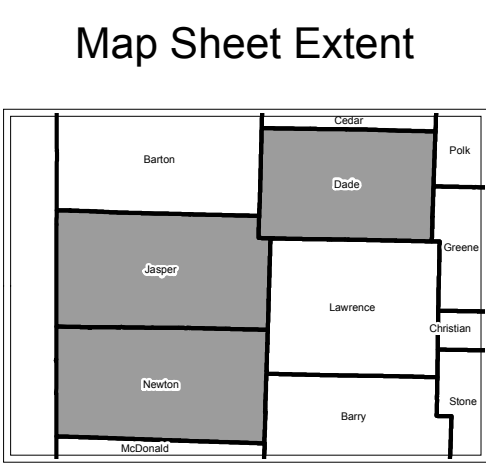 Map Sheet Extent
Cedar
Barton
Polk
Dade
Greene
Jasper
Lawrence
Christian
Newton
Stone
Barry
McDonald